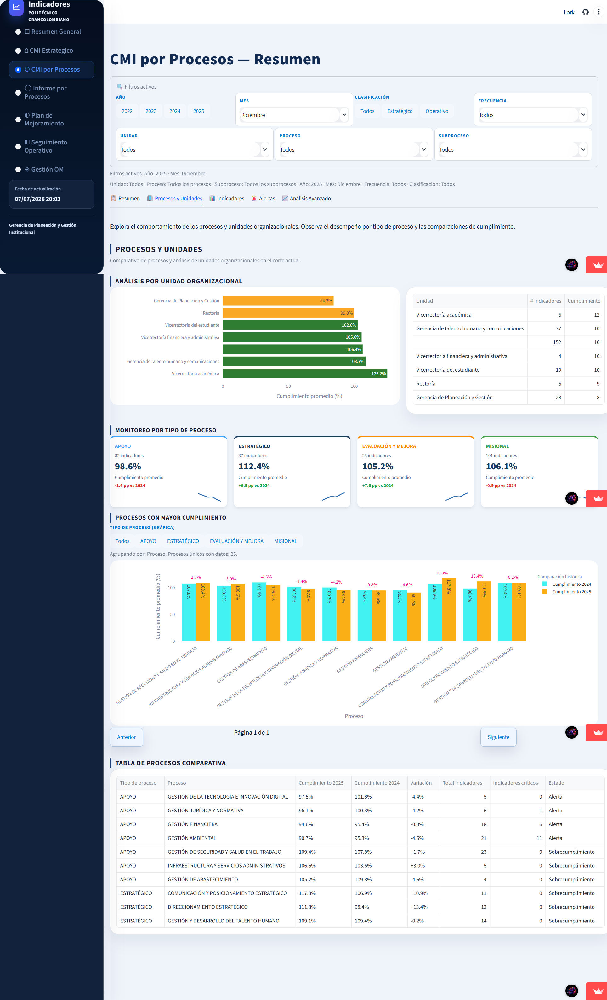 Indicadores
POLITÉCNICO
GRANCOLOMBIANO
Resumen General
CMI Estratégico
CMI por Procesos
Informe por
Procesos
Plan de
Mejoramiento
Seguimiento
Operativo
Gestión OM
Fecha de actualización
07/07/2026 20:03
Gerencia de Planeación y Gestión
Institucional
Fork
CMI por Procesos — Resumen
Filtros activos
AÑO
2022 2023 2024 2025
MES
Diciembre
CLASIFICACIÓN
Todos Estratégico Operativo
FRECUENCIA
Todos
UNIDAD
Todos
PROCESO
Todos
SUBPROCESO
Todos
Filtros activos: Año: 2025 · Mes: Diciembre
Unidad: Todos · Proceso: Todos los procesos · Subproceso: Todos los subprocesos · Año: 2025 · Mes: Diciembre · Frecuencia: Todos · Clasificación: Todos
Resumen Procesos y Unidades Indicadores Alertas Análisis Avanzado
Explora el comportamiento de los procesos y unidades organizacionales. Observa el desempeño por tipo de proceso y las comparaciones de cumplimiento.
PROCESOS Y UNIDADES
Comparativo de procesos y análisis de unidades organizacionales en el corte actual.
ANÁLISIS POR UNIDAD ORGANIZACIONAL
Gerencia de Planeación y Gestión 84.3%
Rectoría 99.9%
Vicerrectoría del estudiante 102.6%
Vicerrectoría financiera y administrativa 105.6%
106.4%
Gerencia de talento humano y comunicaciones 108.7%
Vicerrectoría académica 125.2%
0 50 100
Cumplimiento promedio (%)
Unidad # Indicadores Cumplimiento
Vicerrectoría académica 6
Gerencia de talento humano y comunicaciones 37
152
Vicerrectoría financiera y administrativa 4
Vicerrectoría del estudiante 10
Rectoría 6
Gerencia de Planeación y Gestión 28
MONITOREO POR TIPO DE PROCESO
APOYO
82 indicadores
98.6%
Cumplimiento promedio
-1.6 pp vs 2024
ESTRATÉGICO
37 indicadores
112.4%
Cumplimiento promedio
+6.9 pp vs 2024
EVALUACIÓN Y MEJORA
23 indicadores
105.2%
Cumplimiento promedio
+7.6 pp vs 2024
MISIONAL
101 indicadores
106.1%
Cumplimiento promedio
-0.9 pp vs 2024
PROCESOS CON MAYOR CUMPLIMIENTO
TIPO DE PROCESO (GRÁFICA)
Todos APOYO ESTRATÉGICO EVALUACIÓN Y MEJORA MISIONAL
Agrupando por: Proceso. Procesos únicos con datos: 25.
Cumplimiento promedio (%)
100
50
0
1.7% 3.0% -4.6% -4.4% -4.2% -0.8% -4.6% 10.9% 13.4% -0.2%
107.8% 109.4% 103.6% 106.6% 109.8% 105.2% 101.8% 97.5% 100.3% 96.1% 95.4% 94.6% 95.3% 90.7% 106.9% 117.8% 98.4% 111.8% 109.4% 109.1%
Comparación histórica
Cumplimiento 2024
Cumplimiento 2025
GESTIÓN DE SEGURIDAD Y SALUD EN EL TRABAJO
INFRAESTRUCTURA Y SERVICIOS ADMINISTRATIVOS
GESTIÓN DE ABASTECIMIENTO
GESTIÓN DE LA TECNOLOGÍA E INNOVACIÓN DIGITAL
GESTIÓN JURÍDICA Y NORMATIVA
GESTIÓN FINANCIERA
GESTIÓN AMBIENTAL
COMUNICACIÓN Y POSICIONAMIENTO ESTRATÉGICO
DIRECCIONAMIENTO ESTRATÉGICO
GESTIÓN Y DESARROLLO DEL TALENTO HUMANO
Proceso
Anterior
Página 1 de 1
Siguiente
TABLA DE PROCESOS COMPARATIVA
Tipo de proceso Proceso Cumplimiento 2025 Cumplimiento 2024 Variación Total indicadores Indicadores críticos Estado
APOYO GESTIÓN DE LA TECNOLOGÍA E INNOVACIÓN DIGITAL 97.5% 101.8% -4.4% 5 0 Alerta
APOYO GESTIÓN JURÍDICA Y NORMATIVA 96.1% 100.3% -4.2% 6 1 Alerta
APOYO GESTIÓN FINANCIERA 94.6% 95.4% -0.8% 18 6 Alerta
APOYO GESTIÓN AMBIENTAL 90.7% 95.3% -4.6% 21 11 Alerta
APOYO GESTIÓN DE SEGURIDAD Y SALUD EN EL TRABAJO 109.4% 107.8% +1.7% 23 0 Sobrecumplimiento
APOYO INFRAESTRUCTURA Y SERVICIOS ADMINISTRATIVOS 106.6% 103.6% +3.0% 5 0 Sobrecumplimiento
APOYO GESTIÓN DE ABASTECIMIENTO 105.2% 109.8% -4.6% 4 0 Sobrecumplimiento
ESTRATÉGICO COMUNICACIÓN Y POSICIONAMIENTO ESTRATÉGICO 117.8% 106.9% +10.9% 11 0 Sobrecumplimiento
ESTRATÉGICO DIRECCIONAMIENTO ESTRATÉGICO 111.8% 98.4% +13.4% 12 0 Sobrecumplimiento
ESTRATÉGICO GESTIÓN Y DESARROLLO DEL TALENTO HUMANO 109.1% 109.4% -0.2% 14 0 Sobrecumplimiento